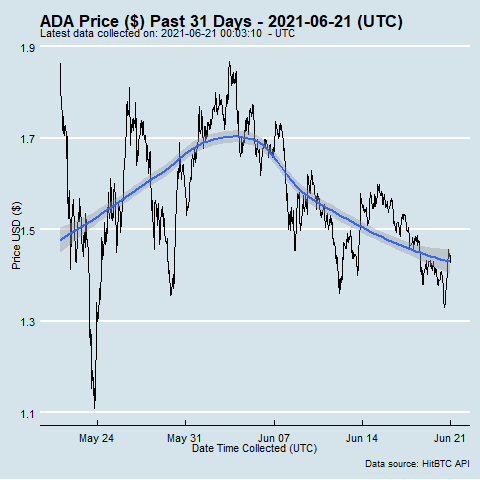 ADA Price ($) Past 31 Days - 2021-06-21 (UTC)
Latest data collected on: 2021-06-21 00:03:10 - UTC
1.9
1.7
1.5
1.3
1.1
Price USD ($)
May 24 May 31 Jun 07 Jun 14 Jun 21
Date Time Collected (UTC)
Data source: HitBTC API